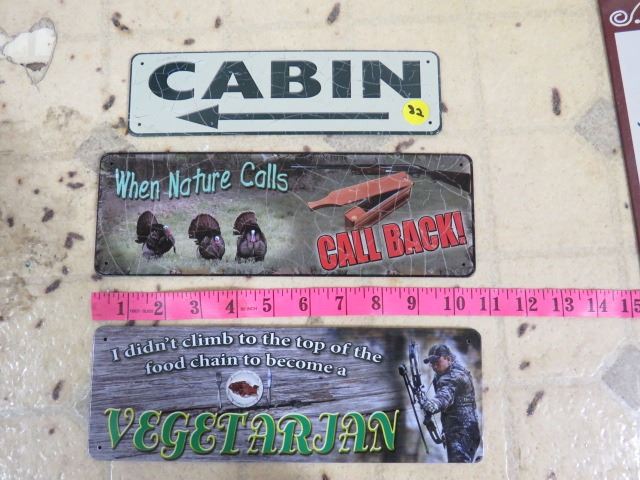 CABIN
82
When Nature Calls
CALL BACK!
1 2 3 4 5 6 7 8 9 10 11 12 13 14 15
I didn't climb to the top of the
food chain to become a
VEGETARIAN